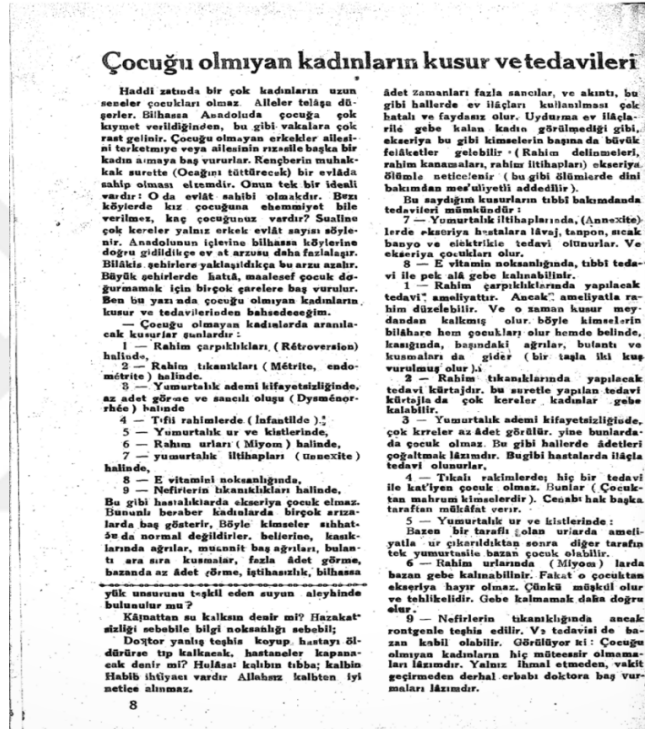 Çocuğu olmıyan kadınların kusur ve tedavileri
Haddi zatında bir çok kadınların uzun
seneler çocukları olmaz. Aileler telâşa dü-
şerler. Bilhassa Anadoluda çocuğa çok
kıymet verildiğinden, bu gibi vakalara çok
rast gelinir. Çocuğu olmayan erkekler ailesi-
ni terketmiye veya ailesinin rızasile başka bir
kadın almaya baş vururlar. Rençberin muhak-
kak surette (Ocağını tüttürecek) bir evlâda
sahip olması elzemdir. Onun tek bir ideali
vardır: O da evlât sahibi olmakdır. Bazı
köylerde kız çocuğuna ehemmiyet bile
verilmez, kaç çocuğunuz vardır? Sualine
çok kereler yalnız erkek evlât sayısı söyle-
nir. Anadolunun içlerine bilhassa köylerine
doğru gidildikçe ev at arzusu daha fazlalaşır.
Bilâkis şehirlere yaklaşıldıkça bu arzu azalır.
Büyük şehirlerde hattâ, maalesef çocuk do-
ğurmamak için birçok çarelere baş vurulur.
Ben bu yazımda çocuğu olmıyan kadınların
kusur ve tedavilerinden bahsedeceğim.
— Çocuğu olmayan kadınlarda aranıla-
cak kusurlar şunlardır :
1 — Rahim çarpıklıkları (Rétroversion)
halinde,
2 — Rahim tıkanıkları (Métrite, endo-
métrite) halinde.
3 — Yumurtalık ademi kifayetsizliğinde,
az adet görme ve sancılı oluşu (Dysménor-
rhée) halinde
4 — Tıfii rahimlerde (İnfantilde).
5 — Yumurtalık ur ve kistlerinde,
6 — Rahım urları (Miyom) halinde,
7 — yumurtalık iltihapları (unnexite)
halinde,
8 — E vitamini noksanlığında,
9 — Nefirlerin tıkanıklıkları halinde,
Bu gibi hastalıklarda ekseriya çocuk olmaz.
Bununla beraber kadınlarda birçok arıza-
larda baş gösterir, Böyle kimseler sıhhat-
da normal değildirler. bellerine, kasık-
larında ağrılar, muannit baş ağrıları, bulan-
tı ara sıra kusmalar, fazla âdet görme,
bazanda az âdet görme, iştihasızlık, bilhassa
yük unsurunu teşkil eden suyun aleyhinde
bulunulur mu?
Kâinattan su kalksın denir mi? Hazakat-
sizliği sebebile bilgi noksanlığı sebebil;
Doktor yanlış teşhis koyup hastayı öl-
dürürse tıp kalkacak, hastaneler kapana-
cak denir mi? Hulâsa: kalıbın tıbba; kalbin
Habib ihtiyacı vardır Allahsız kalbten iyi
netice alınmaz.
8
âdet zamanları fazla sancılar, ve akıntı, bu
gibi hallerde ev ilâçları kullanılması çok
hatalı ve faydasız olur. Uydurma ev ilâçla-
rile gebe kalan kadın görülmediği gibi,
ekseriya bu gibi kimselerin başına da büyük
felâketler gelebilir (Rahim delinmeleri,
rahim kanamaları, rahim iltihapları) ekseriya
ölümle neticelenir (bu gibi ölümlerde dini
bakımdan mes'uliyetli addedilir).
Bu saydığım kusurların tıbbî bakımındanda
tedavileri mümkündür :
7 — Yumurtalık iltihaplarında, (Annexite)
lerde ekseriya hastalara lâvaj, tanpon, sıcak
banyo ve elektrikle tedavi olunurlar. Ve
ekseriya çocukları olur.
8 — E vitamin noksanlığında, tıbbî teda-
vi ile pek alâ gebe kalınabilinir.
1 — Rahim çarpıklıklarında yapılacak
tedavi ameliyattır. Ancak ameliyatla ra-
him düzelebilir. Ve o zaman kusur mey-
dandan kalkmış olur. böyle kimselerin
bilâhare hem çocukları olur hemde belinde,
kasığında, başındaki ağrılar, bulantı ve
kusmaları da gider (bir taşla iki kuş
vurulmuş olur).
2 — Rahim tıkanıklarında yapılacak
tedavi kürtajdır. bu suretle yapılan tedavi
kürtajla da çok kereler kadınlar gebe
kalabilir.
3 — Yumurtalık ademi kifayetsizliğinde,
çok krreler az âdet görülür. yine bunlarda-
da çocuk olmaz. Bu gibi hallerde âdetleri
çoğaltmak lâzımdır. Bugibi hastalarda ilâçla
tedavi olunurlar,
4 — Tıkalı rakimlerde; hiç bir tedavi
ile kat'iyen çocuk olmaz. Bunlar (Çocuk-
tan mahrum kimselerdir). Cenabı hak başka
taraftan mükâfat verir.
5 — Yumurtalık ur ve kistlerinde :
Bazen bir taraflı olan urlarda ameli-
yatla ur çıkarıldıktan sonra diğer tarafın
tek yumurtasile bazan çocuk olabilir.
6 — Rahim urlarında (Miyom) larda
bazan gebe kalınabilinir. Fakat o çocuktan
ekseriya hayır olmaz. Çünkü müşkül olur
ve tehlikelidir. Gebe kalmamak daha doğru
olur.
9 — Nefirlerin tıkanıklığında ancak
rontgenle teşhis edilir. Ve tedavisi de ba-
zan kabil olabilir. Görülüyor ki : Çocuğu
olmıyan kadınların hiç müteessir olmama-
ları lâzımdır. Yalnız ihmal etmeden, vakit
geçirmeden derhal erbabı doktora baş vur-
maları lâzımdır.